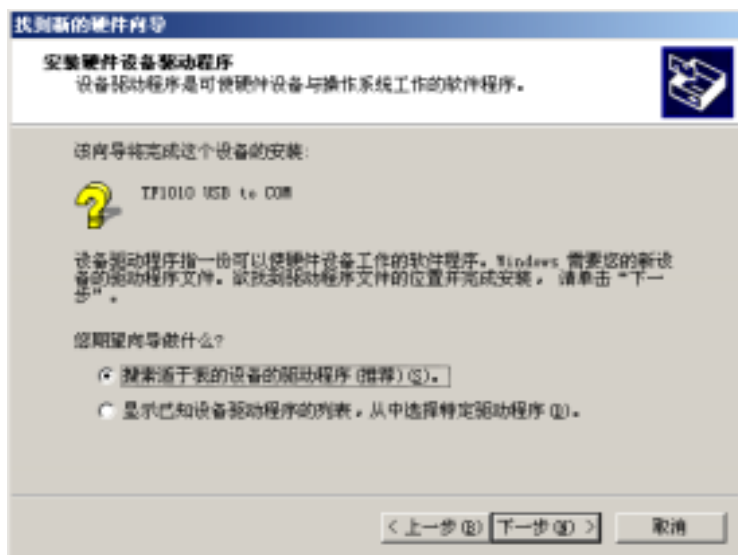 找到新的硬件向导
安装硬件设备驱动程序
设备驱动程序是可使硬件设备与操作系统工作的软件程序。
该向导将完成这个设备的安装:
TP1010 USB to COM
设备驱动程序指一份可以使硬件设备工作的软件程序。Windows 需要您的新设
备的驱动程序文件。欲找到驱动程序文件的位置并完成安装，请单击“下一
步”。
您期望向导做什么?
搜索适于我的设备的驱动程序(推荐)(S)。
显示已知设备驱动程序的列表，从中选择特定驱动程序(D)。
< 上一步(B)
下一步(N) >
取消